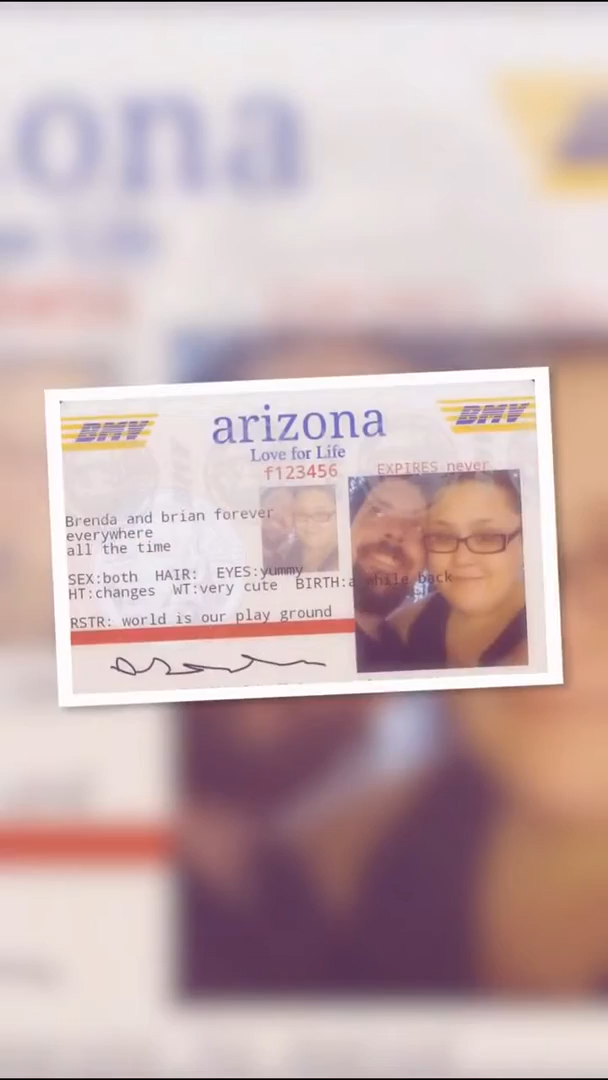 BMV
arizona
BMV
Love for Life
f123456
EXPIRES never
Brenda and brian forever
everywhere
all the time
SEX:both HAIR: EYES:yummy
HT:changes WT:very cute BIRTH:a while back
RSTR: world is our play ground
ona